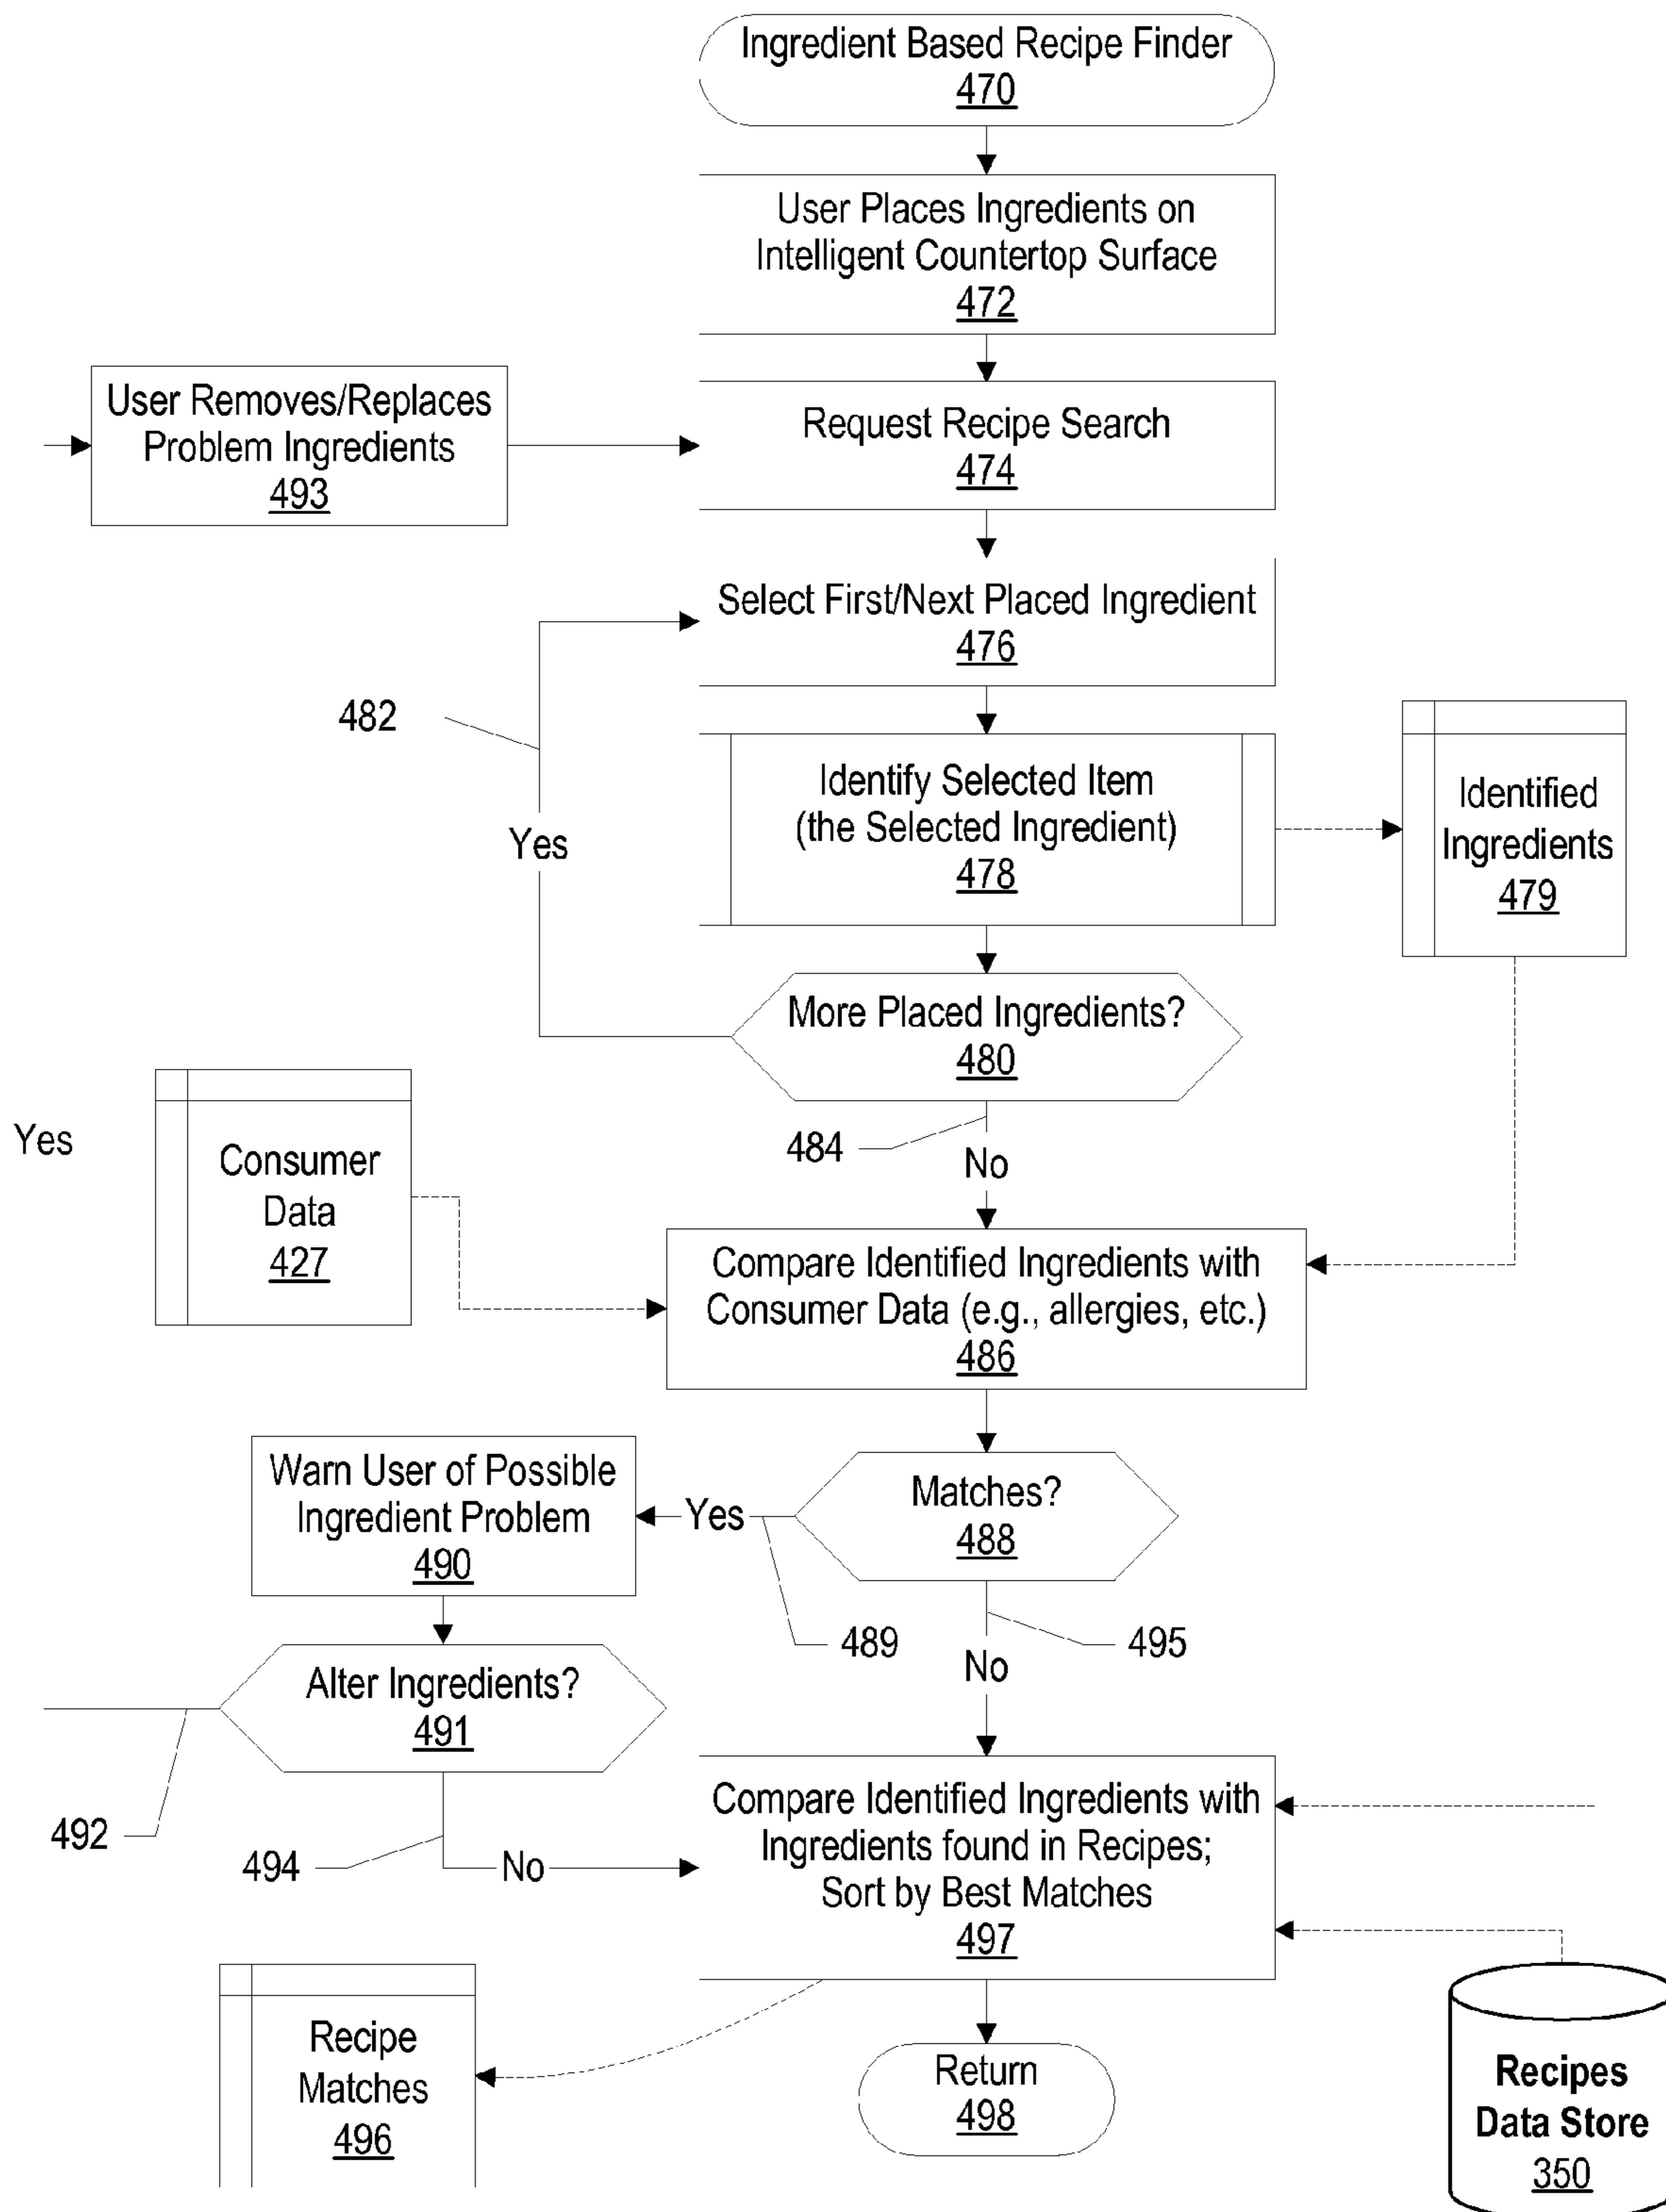 Ingredient Based Recipe Finder
470
User Places Ingredients on
Intelligent Countertop Surface
472
User Removes/Replaces
Problem Ingredients
493
Request Recipe Search
474
Select First/Next Placed Ingredient
476
482
Yes
Identify Selected Item
(the Selected Ingredient)
478
Identified
Ingredients
479
More Placed Ingredients?
480
484
No
Yes
Consumer
Data
427
Compare Identified Ingredients with
Consumer Data (e.g., allergies, etc.)
486
Warn User of Possible
Ingredient Problem
490
Yes
Matches?
488
489
495
No
Alter Ingredients?
491
492
494
No
Compare Identified Ingredients with
Ingredients found in Recipes;
Sort by Best Matches
497
Recipe
Matches
496
Return
498
Recipes
Data Store
350